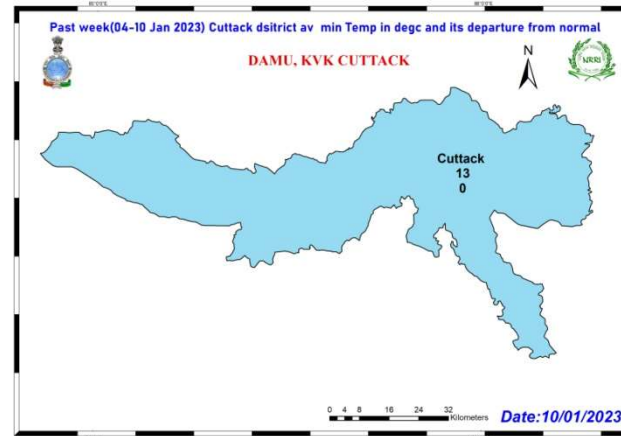 Past week(04-10 Jan 2023) Cuttack dsitrict av min Temp in degc and its departure from normal
DAMU, KVK CUTTACK
N
NRRI
Cuttack
13
0
0 4 8 16 24 32
Kilometers
Date:10/01/2023